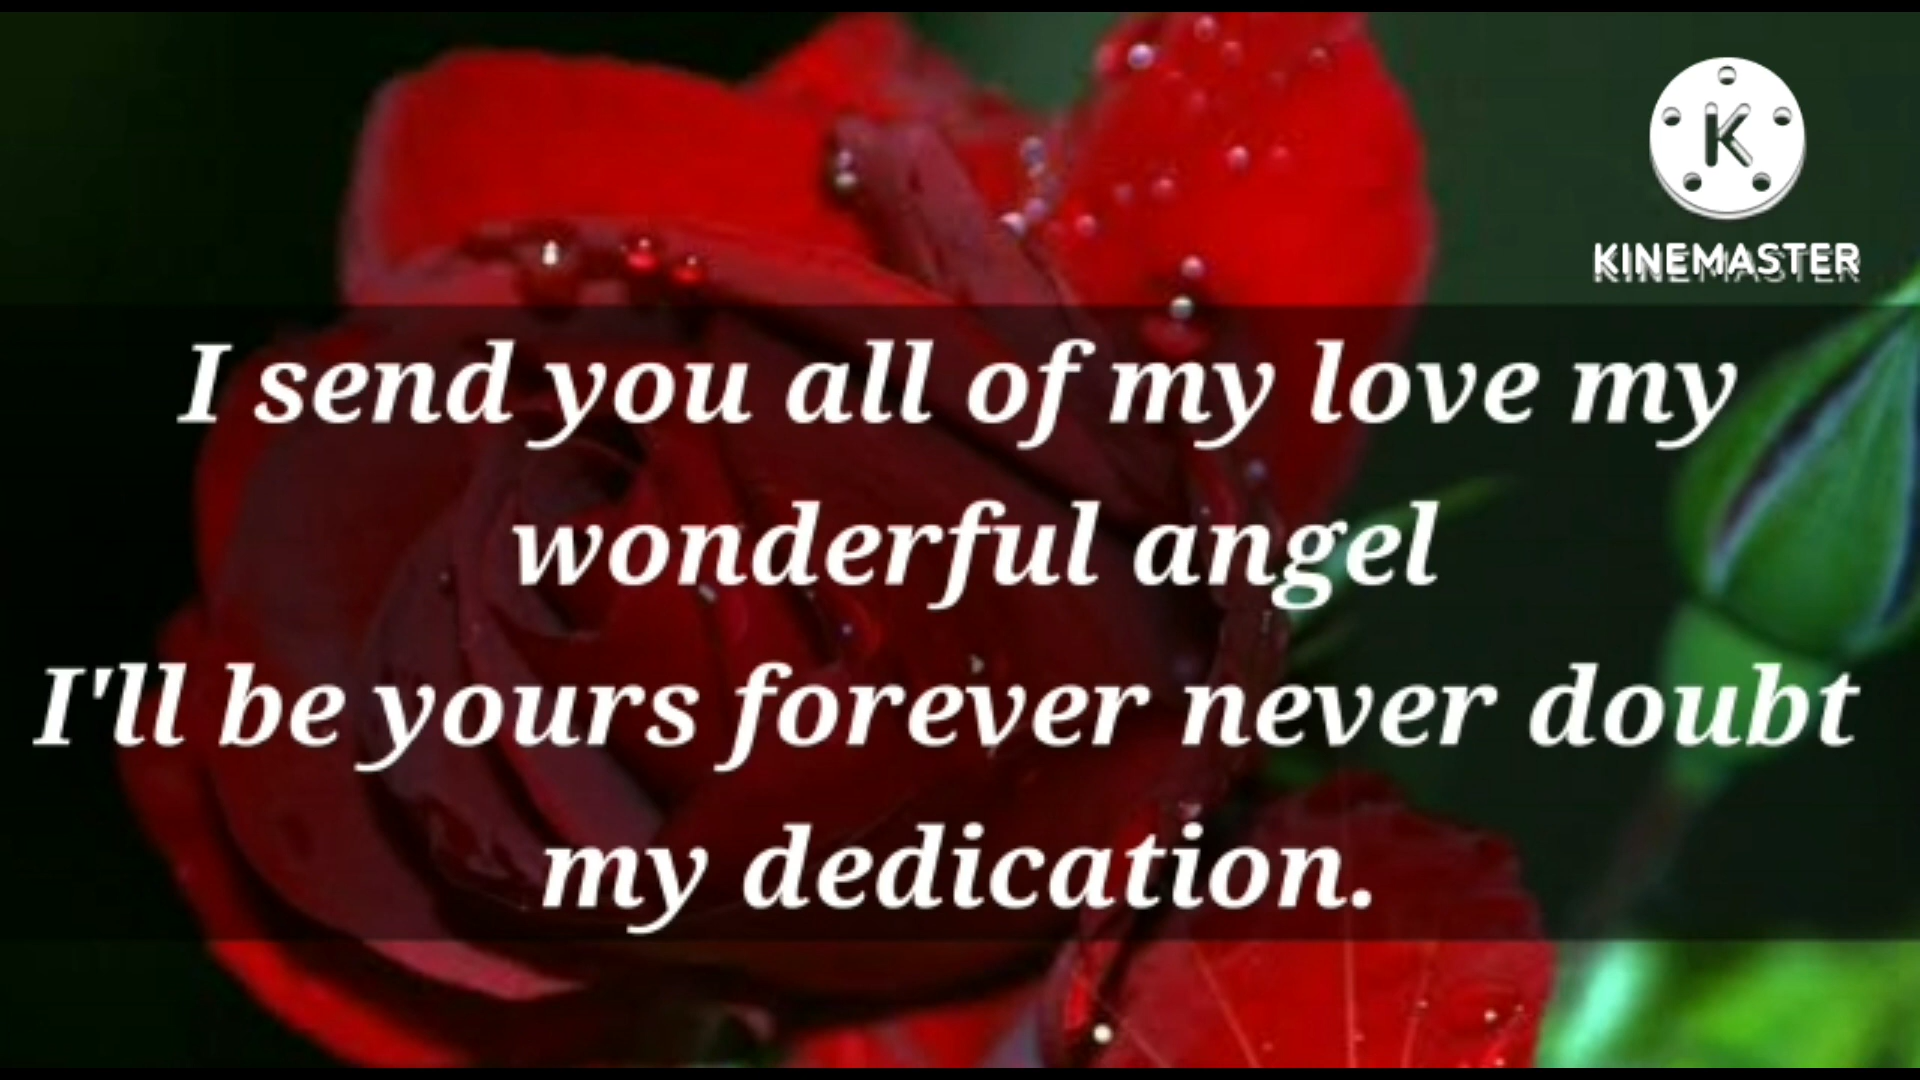 K
KINEMASTER
I send you all of my love my
wonderful angel
I'll be yours forever never doubt
my dedication.